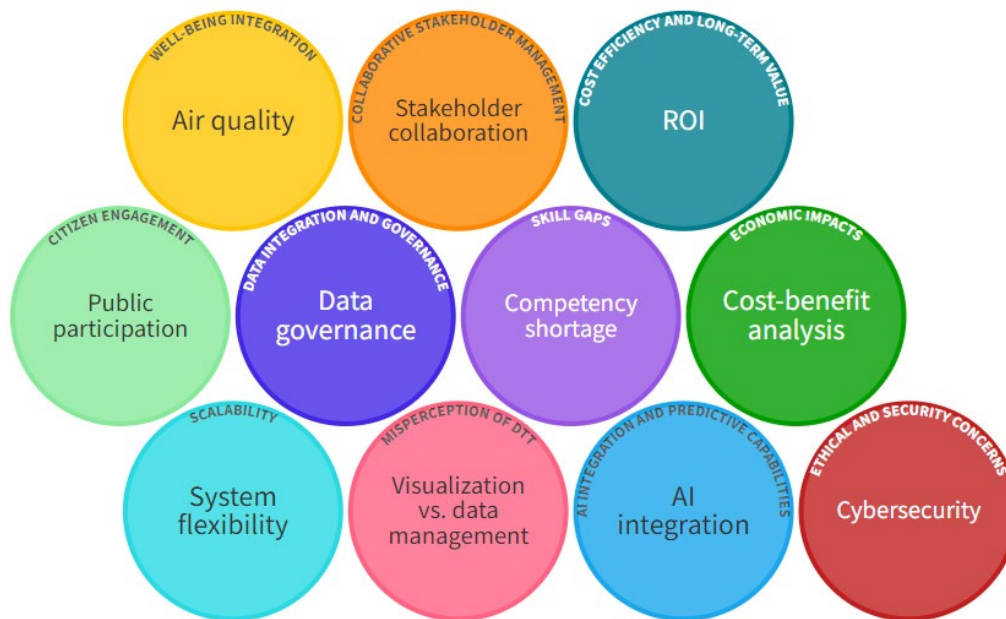 WELL-BEING INTEGRATION
Air quality
COLLABORATIVE STAKEHOLDER MANAGEMENT
Stakeholder
collaboration
COST EFFICIENCY AND LONG-TERM VALUE
ROI
CITIZEN ENGAGEMENT
Public
participation
DATA INTEGRATION AND GOVERNANCE
Data
governance
SKILL GAPS
Competency
shortage
ECONOMIC IMPACTS
Cost-benefit
analysis
SCALABILITY
System
flexibility
MISPERCEPTION OF DTT
Visualization
vs. data
management
AI INTEGRATION AND PREDICTIVE CAPABILITIES
AI
integration
ETHICAL AND SECURITY CONCERNS
Cybersecurity